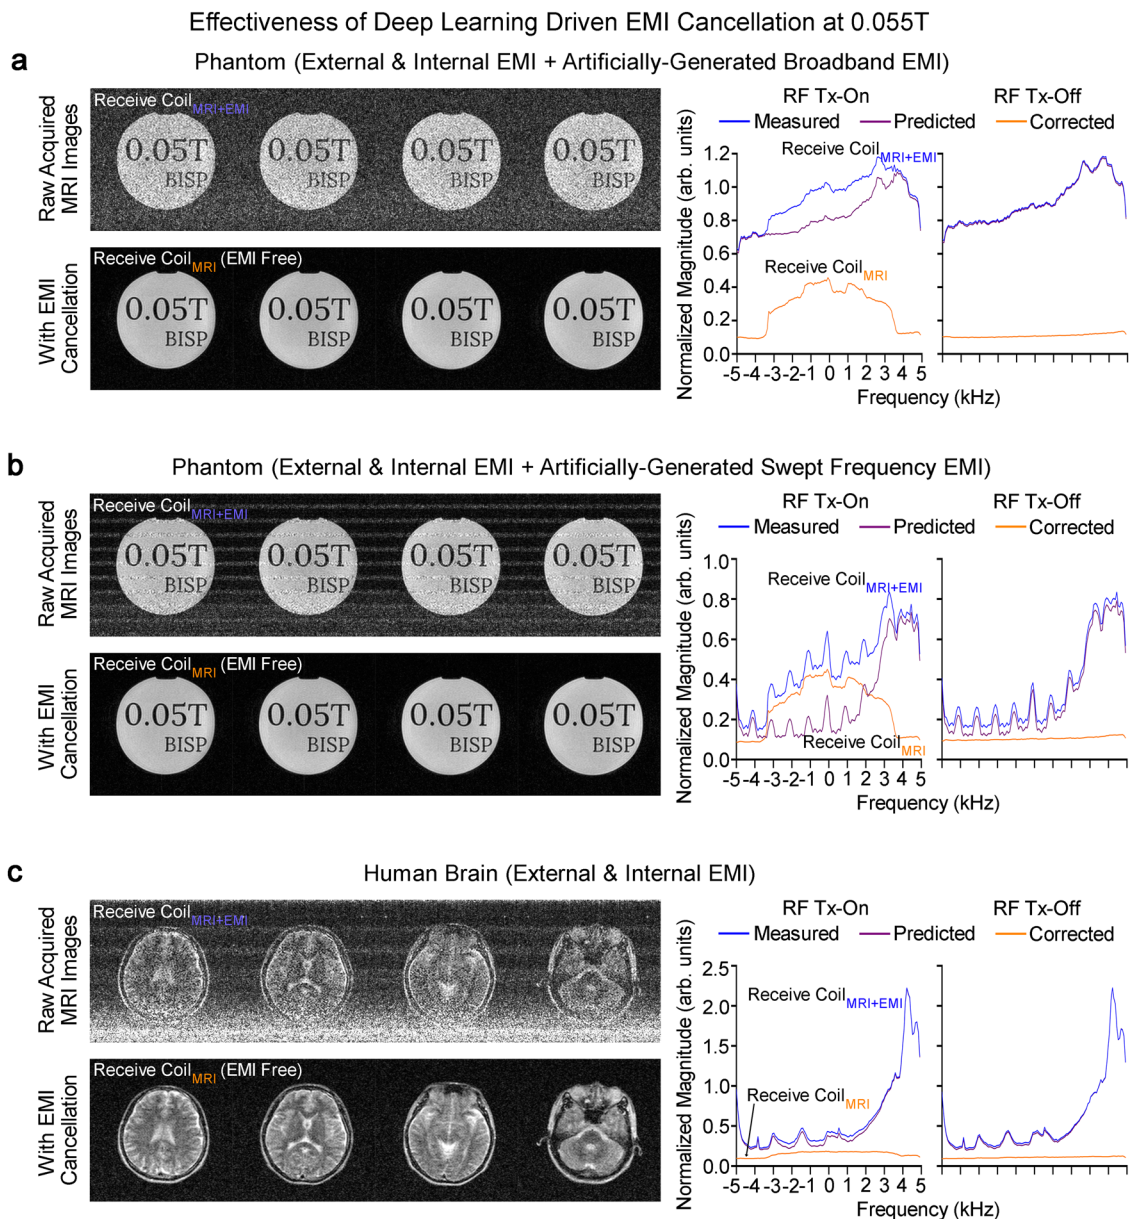 Effectiveness of Deep Learning Driven EMI Cancellation at 0.055T
a
Phantom (External & Internal EMI + Artificially-Generated Broadband EMI)
Raw Acquired
MRI Images
Receive Coil MRI+EMI
0.05T 0.05T 0.05T 0.05T
BISP BISP BISP BISP
With EMI
Cancellation
Receive Coil MRI (EMI Free)
0.05T 0.05T 0.05T 0.05T
BISP BISP BISP BISP
RF Tx-On RF Tx-Off
Measured Predicted Corrected
Normalized Magnitude (arb. units)
1.2
1.0
0.8
0.6
0.4
0.2
0.0
Receive Coil MRI+EMI
Receive Coil MRI
-5 -4 -3 -2 -1 0 1 2 3 4 5
Frequency (kHz)
b
Phantom (External & Internal EMI + Artificially-Generated Swept Frequency EMI)
Raw Acquired
MRI Images
Receive Coil MRI+EMI
0.05T 0.05T 0.05T 0.05T
BISP BISP BISP BISP
With EMI
Cancellation
Receive Coil MRI (EMI Free)
0.05T 0.05T 0.05T 0.05T
BISP BISP BISP BISP
RF Tx-On RF Tx-Off
Measured Predicted Corrected
Normalized Magnitude (arb. units)
1.0
0.8
0.6
0.4
0.2
0.0
Receive Coil MRI+EMI
Receive Coil MRI
-5 -4 -3 -2 -1 0 1 2 3 4 5
Frequency (kHz)
c
Human Brain (External & Internal EMI)
Raw Acquired
MRI Images
Receive Coil MRI+EMI
With EMI
Cancellation
Receive Coil MRI (EMI Free)
RF Tx-On RF Tx-Off
Measured Predicted Corrected
Normalized Magnitude (arb. units)
2.5
2.0
1.5
1.0
0.5
0.0
Receive Coil MRI+EMI
Receive Coil MRI
-5 -4 -3 -2 -1 0 1 2 3 4 5
Frequency (kHz)